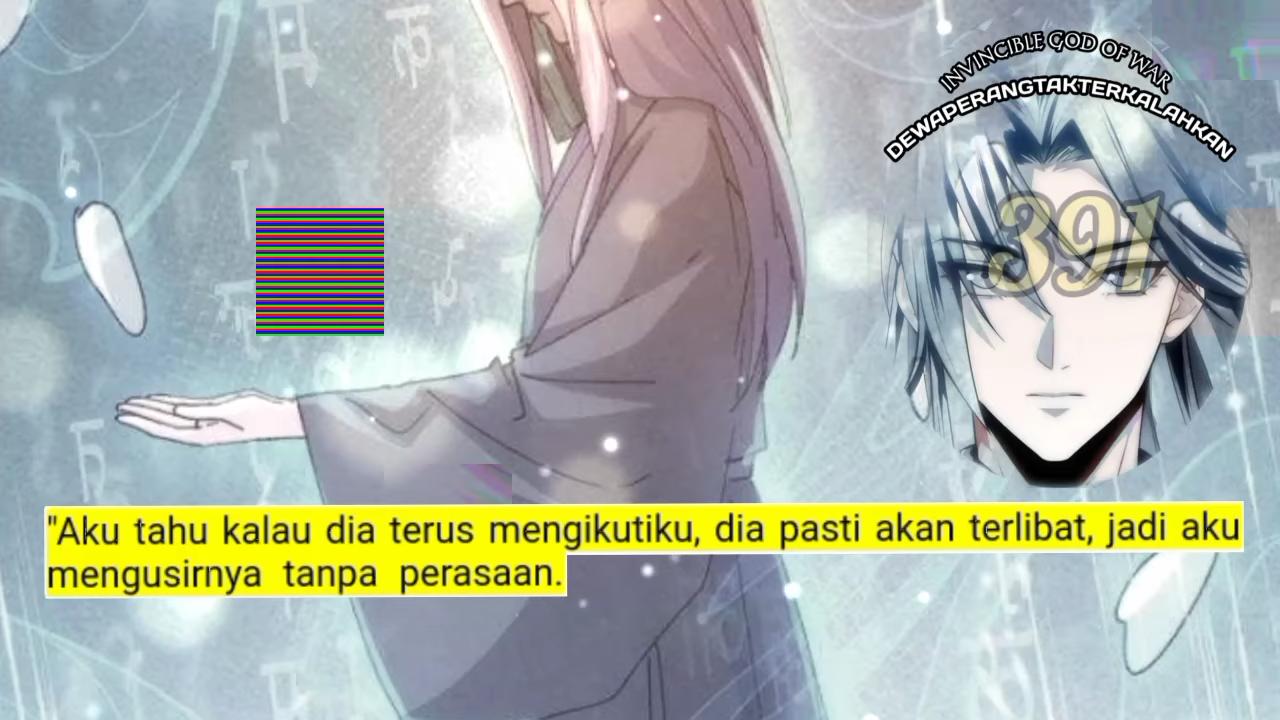 INVINCIBLE GOD OF WAR
DEWAPERANGTAKTERKALAHKAN
391
"Aku tahu kalau dia terus mengikutiku, dia pasti akan terlibat, jadi aku
mengusirnya tanpa perasaan.